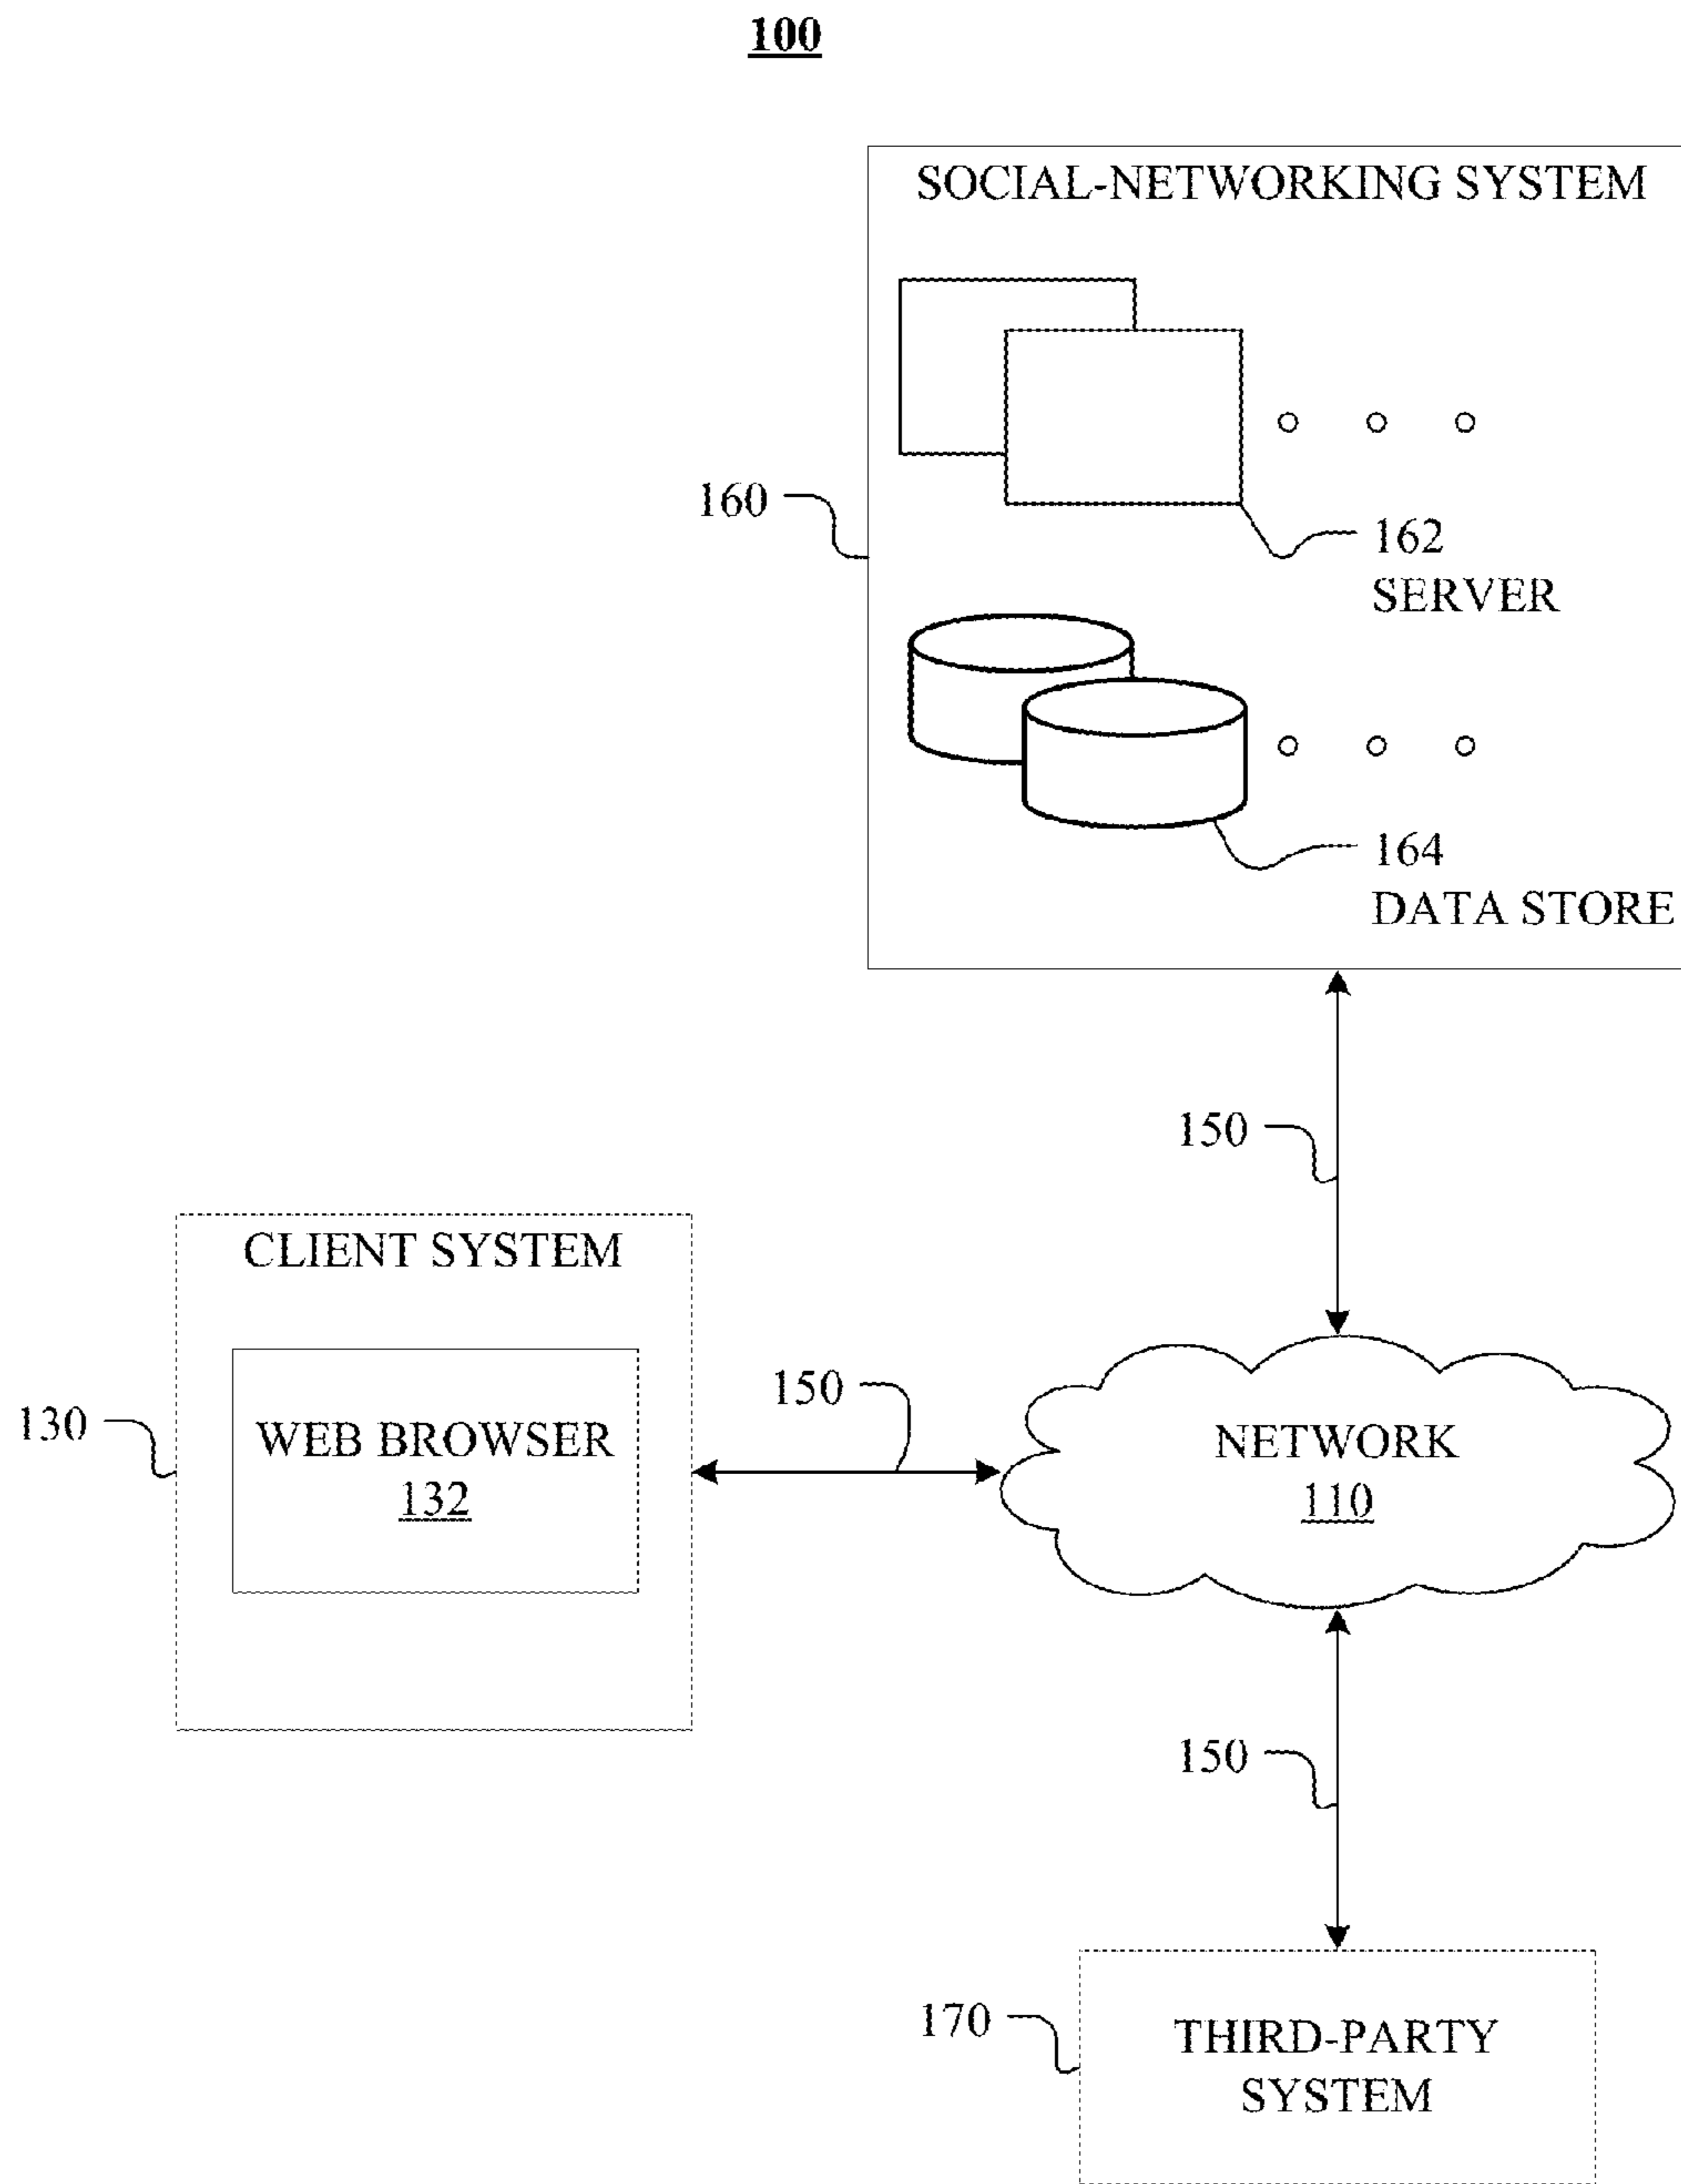 100
SOCIAL-NETWORKING SYSTEM
160
162
SERVER
164
DATA STORE
150
CLIENT SYSTEM
130
WEB BROWSER
132
150
NETWORK
110
150
170
THIRD-PARTY
SYSTEM